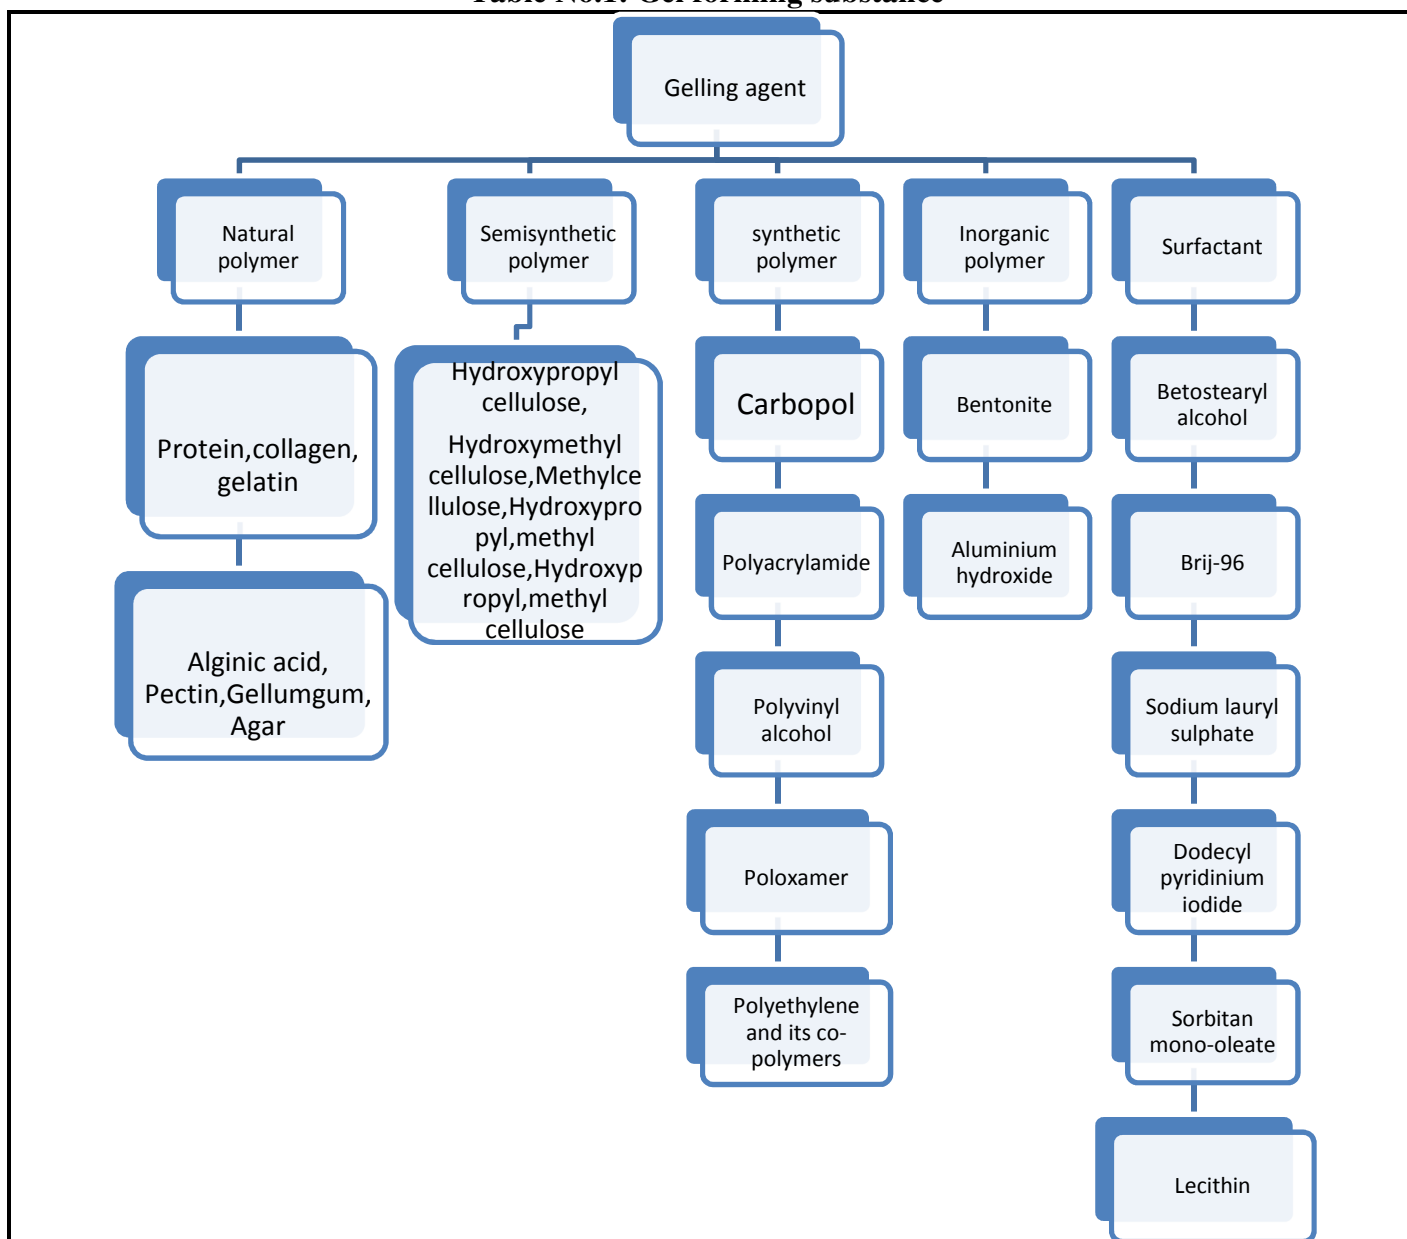 Table No.1: Gel forming substance
Gelling agent
Natural
polymer
Semisynthetic
polymer
synthetic
polymer
Inorganic
polymer
Surfactant
Protein,collagen,
gelatin
Alginic acid,
Pectin,Gellumgum,
Agar
Hydroxypropyl
cellulose,
Hydroxymethyl
cellulose,Methylce
llulose,Hydroxypro
pyl,methyl
cellulose,Hydroxyp
ropyl,methyl
cellulose
Carbopol
Polyacrylamide
Polyvinyl
alcohol
Poloxamer
Polyethylene
and its co-
polymers
Bentonite
Aluminium
hydroxide
Betostearyl
alcohol
Brij-96
Sodium lauryl
sulphate
Dodecyl
pyridinium
iodide
Sorbitan
mono-oleate
Lecithin